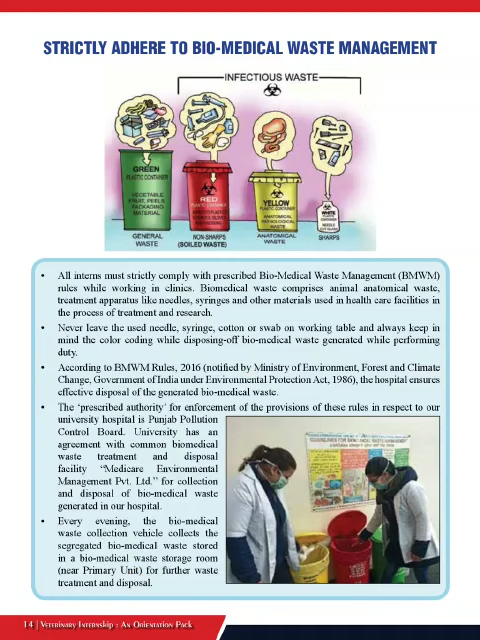 STRICTLY ADHERE TO BIO-MEDICAL WASTE MANAGEMENT
INFECTIOUS WASTE
GREEN
PLASTIC CONTAINER
VEGETABLE
FRUIT, PEELS
PACKAGING
MATERIAL
GENERAL
WASTE
RED
PLASTIC CONTAINER
NON-SHARPS
(SOILED WASTE)
YELLOW
PLASTIC CONTAINER
ANATOMICAL
PATHOLOGICAL
WASTE
ANATOMICAL
WASTE
WHITE
SHARPS
• All interns must strictly comply with prescribed Bio-Medical Waste Management (BMWM)
rules while working in clinics. Biomedical waste comprises animal anatomical waste,
treatment apparatus like needles, syringes and other materials used in health care facilities in
the process of treatment and research.
• Never leave the used needle, syringe, cotton or swab on working table and always keep in
mind the color coding while disposing-off bio-medical waste generated while performing
duty.
• According to BMWM Rules, 2016 (notified by Ministry of Environment, Forest and Climate
Change, Government of India under Environmental Protection Act, 1986), the hospital ensures
effective disposal of the generated bio-medical waste.
• The ‘prescribed authority’ for enforcement of the provisions of these rules in respect to our
university hospital is Punjab Pollution
Control Board. University has an
agreement with common biomedical
waste treatment and disposal
facility “Medicare Environmental
Management Pvt. Ltd.” for collection
and disposal of bio-medical waste
generated in our hospital.
• Every evening, the bio-medical
waste collection vehicle collects the
segregated bio-medical waste stored
in a bio-medical waste storage room
(near Primary Unit) for further waste
treatment and disposal.
14 | Veterinary Internship : An Orientation Pack